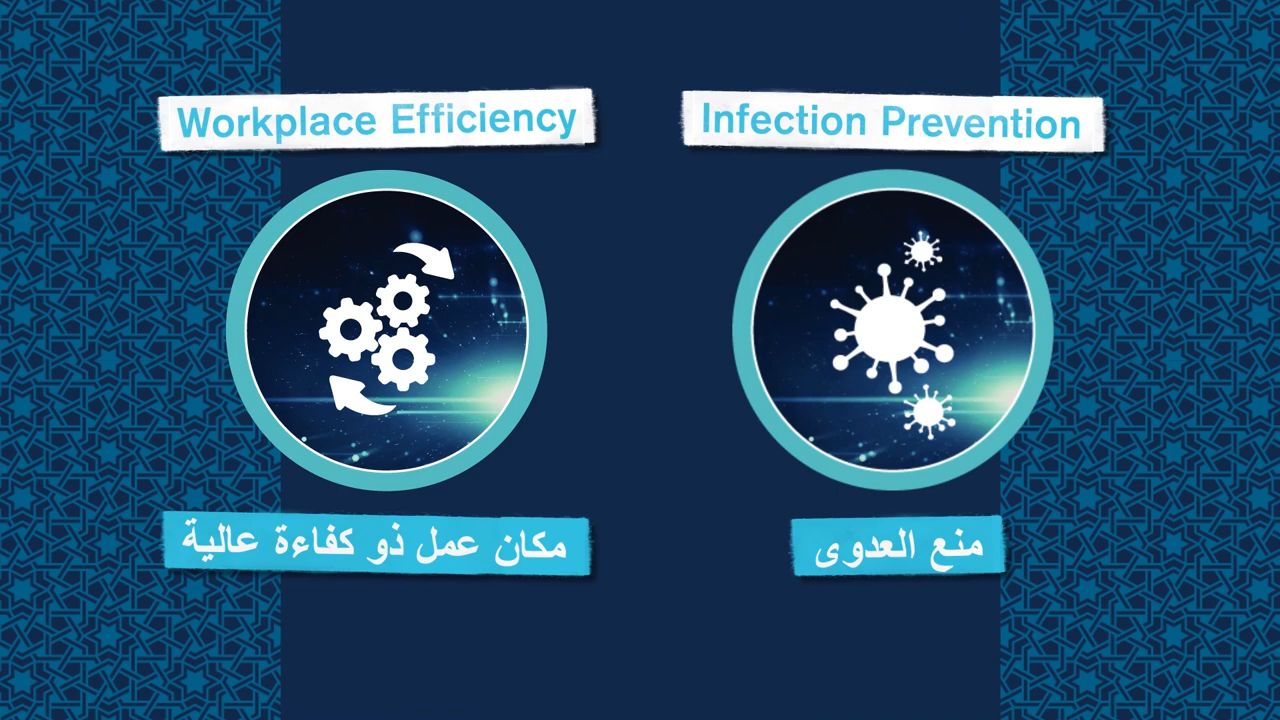 Workplace Efficiency
Infection Prevention
مكان عمل ذو كفاءة عالية
منع العدوى